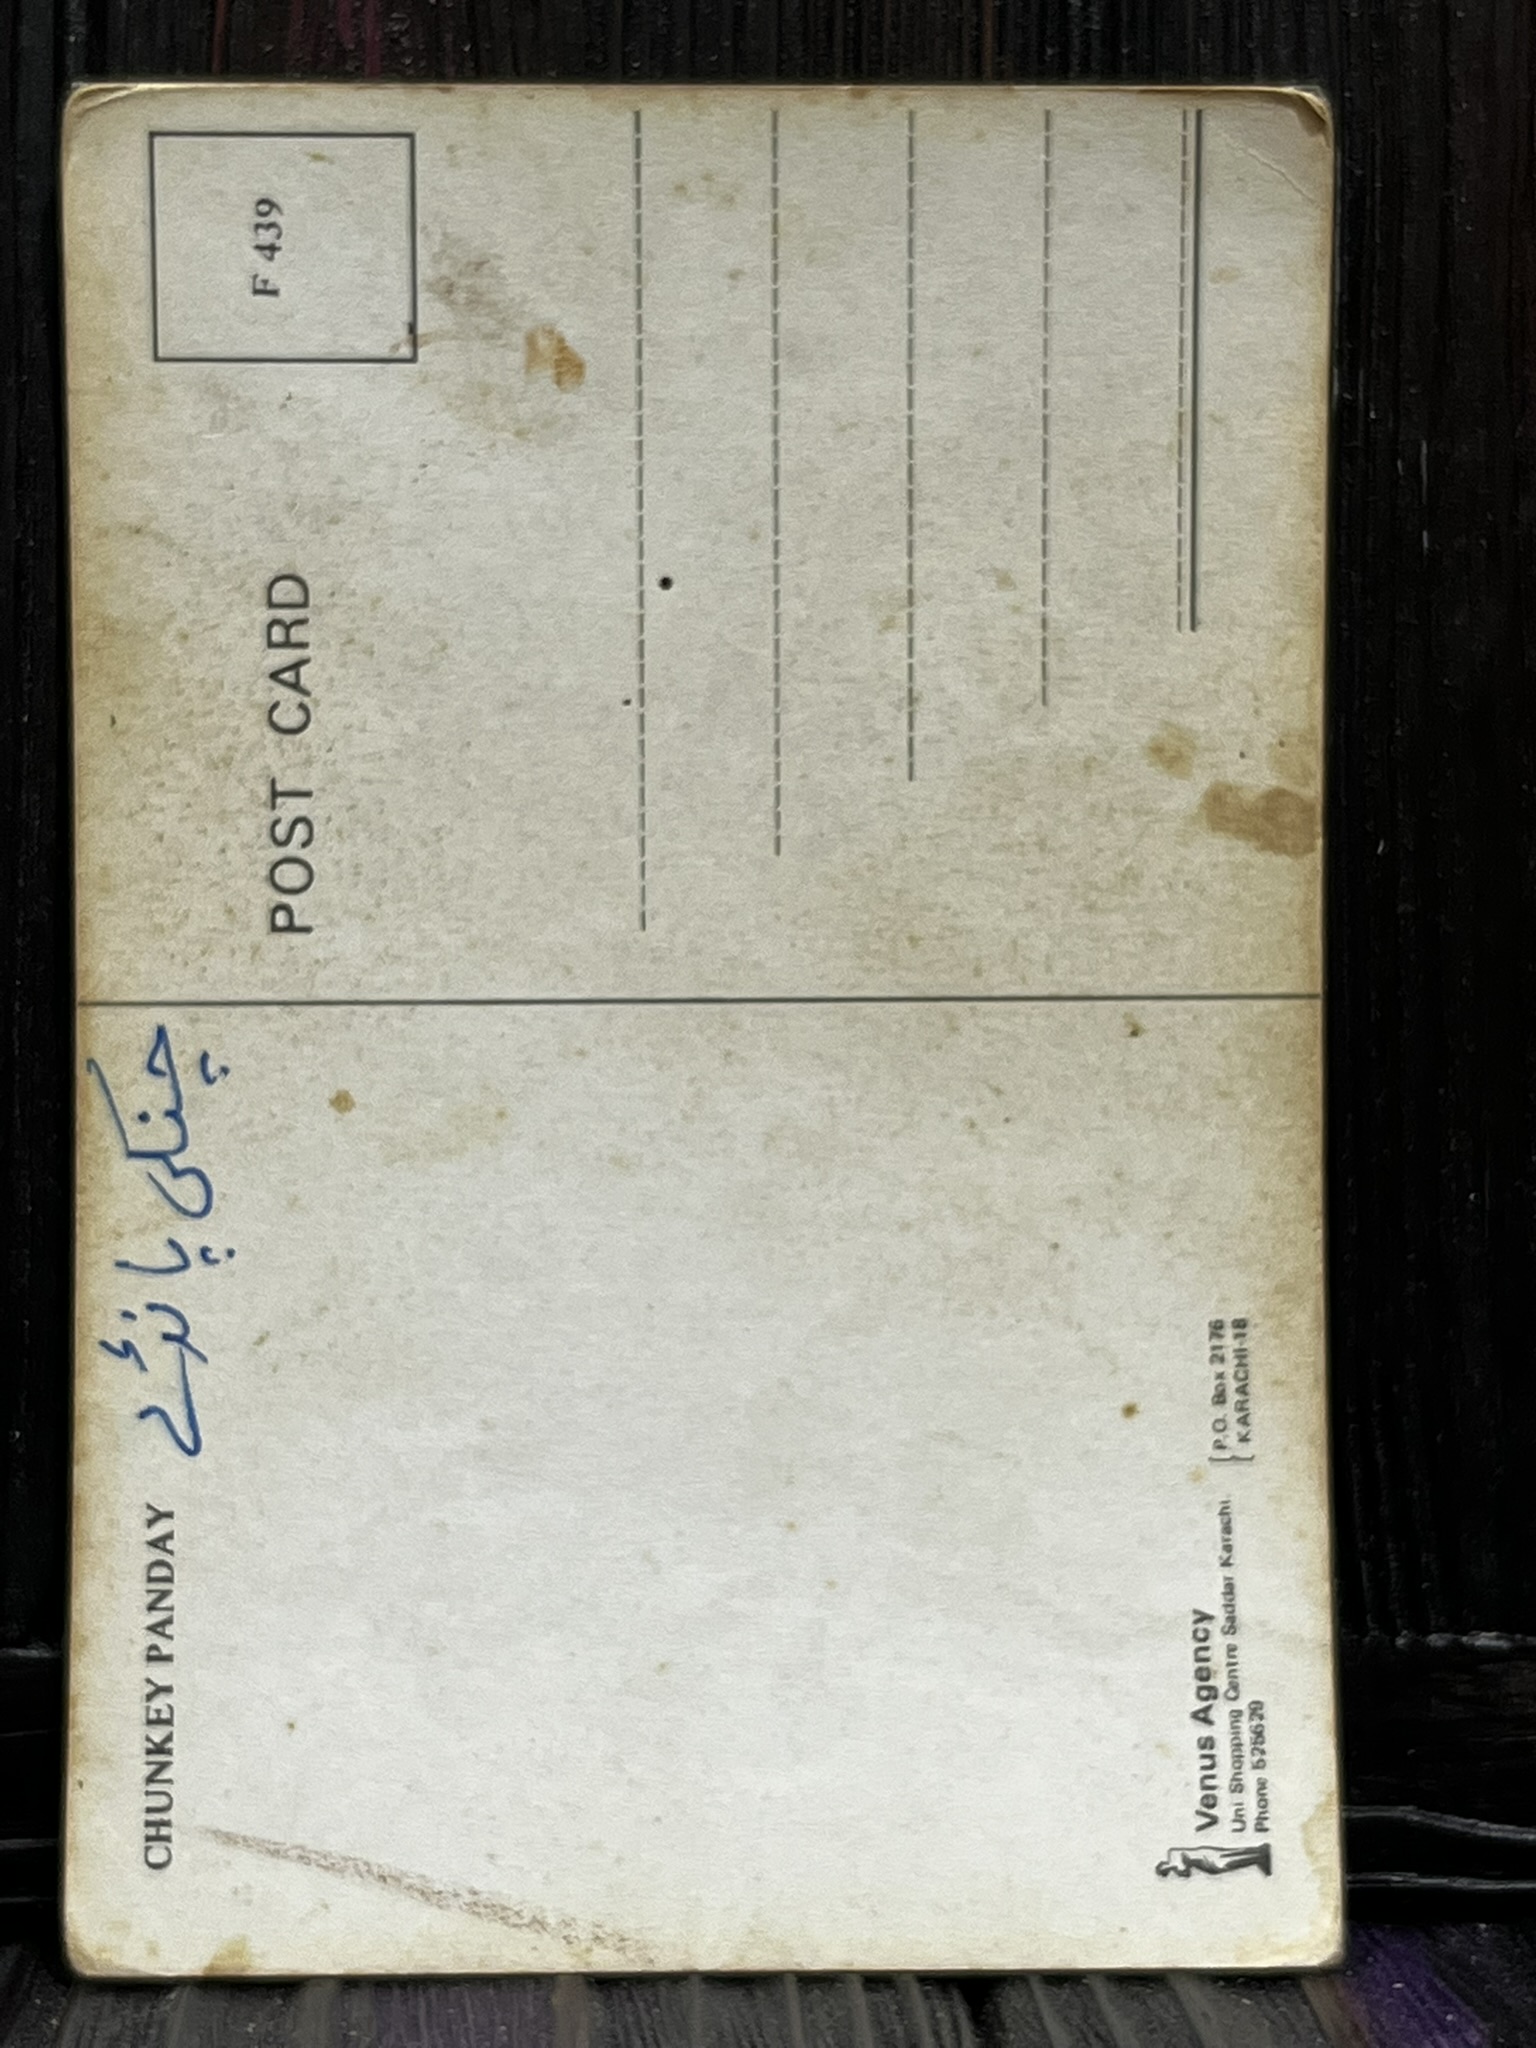 CHUNKEY PANDAY چنکی پانڈے
POST CARD
F 439
Venus Agency
Uni Shopping Centre Saddar Karachi.
Phone 525629
P.O. Box 2176
KARACHI-18